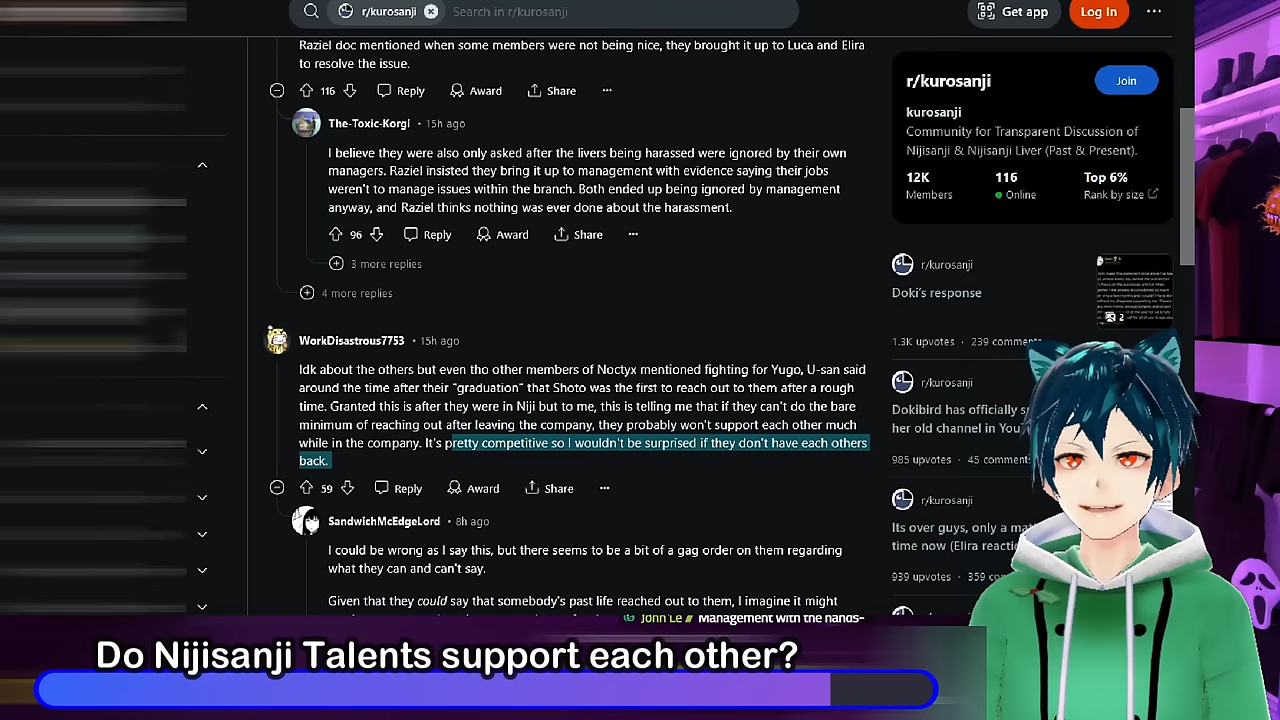 r/kurosanji
Search in r/kurosanji
Get app
Log In
Raziel doc mentioned when some members were not being nice, they brought it up to Luca and Elira
to resolve the issue.
116
Reply
Award
Share
The-Toxic-Korgi • 15h ago
I believe they were also only asked after the livers being harassed were ignored by their own
managers. Raziel insisted they bring it up to management with evidence saying their jobs
weren't to manage issues within the branch. Both ended up being ignored by management
anyway, and Raziel thinks nothing was ever done about the harassment.
96
Reply
Award
Share
3 more replies
4 more replies
WorkDisastrous7753 • 15h ago
Idk about the others but even tho other members of Noctyx mentioned fighting for Yugo, U-san said
around the time after their "graduation" that Shoto was the first to reach out to them after a rough
time. Granted this is after they were in Niji but to me, this is telling me that if they can't do the bare
minimum of reaching out after leaving the company, they probably won't support each other much
while in the company. It's pretty competitive so I wouldn't be surprised if they don't have each others
back.
59
Reply
Award
Share
SandwichMcEdgeLord • 8h ago
I could be wrong as I say this, but there seems to be a bit of a gag order on them regarding
what they can and can't say.
Given that they could say that somebody's past life reached out to them, I imagine it might
r/kurosanji
Join
kurosanji
Community for Transparent Discussion of
Nijisanji & Nijisanji Liver (Past & Present).
12K
116
Top 6%
Members
Online
Rank by size
r/kurosanji
Doki's response
2
1.3K upvotes • 239 comments
r/kurosanji
Dokibird has officially
her old channel in You
985 upvotes • 45 comment
r/kurosanji
Its over guys, only a
time now (Elira
939 upvotes • 359
John Le // Management with the hands-
Do Nijisanji Talents support each other?